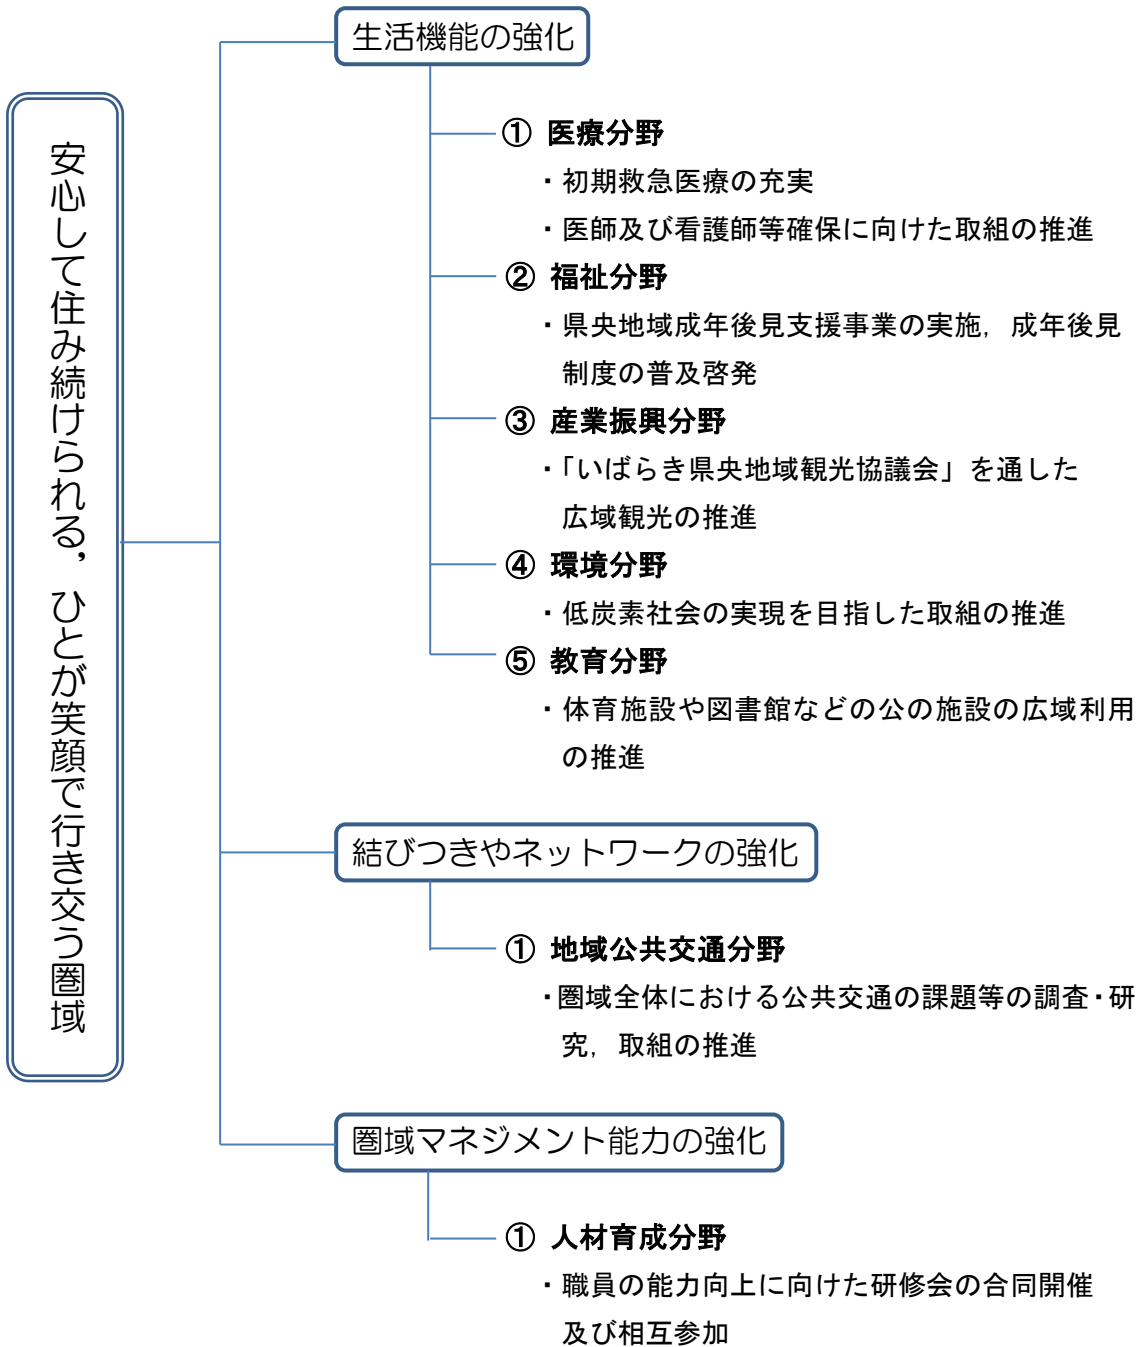 安心して住み続けられる，ひとが笑顔で行き交う圏域
生活機能の強化
① 医療分野
・初期救急医療の充実
・医師及び看護師等確保に向けた取組の推進
② 福祉分野
・県央地域成年後見支援事業の実施，成年後見
制度の普及啓発
③ 産業振興分野
・「いばらき県央地域観光協議会」を通した
広域観光の推進
④ 環境分野
・低炭素社会の実現を目指した取組の推進
⑤ 教育分野
・体育施設や図書館などの公の施設の広域利用
の推進
結びつきやネットワークの強化
① 地域公共交通分野
・圏域全体における公共交通の課題等の調査・研
究，取組の推進
圏域マネジメント能力の強化
① 人材育成分野
・職員の能力向上に向けた研修会の合同開催
及び相互参加